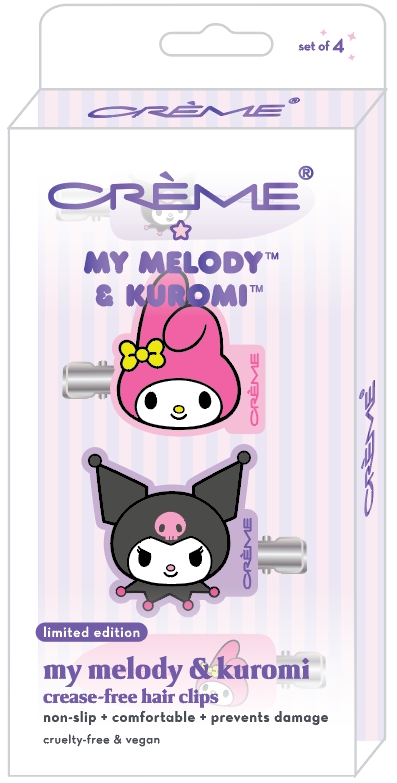 set of 4
CRÈME®
CRÈME®
MY MELODY™
& KUROMI™
CRÈME
CRÈME
CRÈME
limited edition
my melody & kuromi
crease-free hair clips
non-slip + comfortable + prevents damage
cruelty-free & vegan